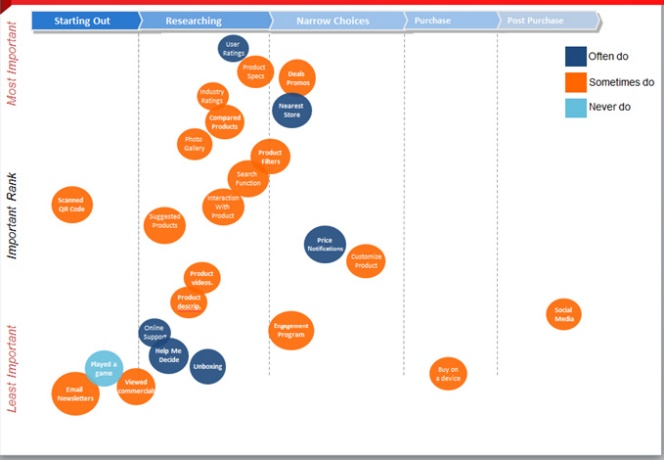 Starting Out
Researching
Narrow Choices
Purchase
Post Purchase
Most Important
Important Rank
Least Important
Often do
Sometimes do
Never do
User
Ratings
Product
Specs
Deals
Promos
Industry
Ratings
Nearest
Store
Compared
Products
Photo
Gallery
Product
Filters
Search
Function
Scanned
QR Code
Interaction
With
Product
Suggested
Products
Price
Notifications
Customize
Product
Product
videos.
Product
descrip.
Social
Media
Online
Support
Engagement
Program
Help Me
Decide
Unboxing
Played a
game
Buy on
a device
Email
Newsletters
Viewed
commercials